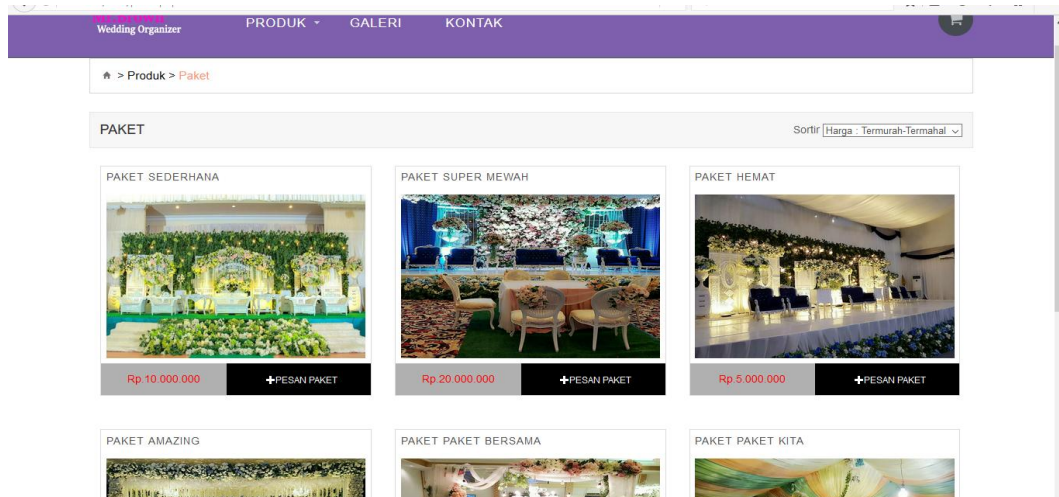 Mr.Brown
Wedding Organizer
PRODUK
GALERI
KONTAK
> Produk > Paket
PAKET
Sortir Harga : Termurah-Termahal
PAKET SEDERHANA
PAKET SUPER MEWAH
PAKET HEMAT
Rp.10.000.000
+PESAN PAKET
Rp.20.000.000
+PESAN PAKET
Rp.5.000.000
+PESAN PAKET
PAKET AMAZING
PAKET PAKET BERSAMA
PAKET PAKET KITA